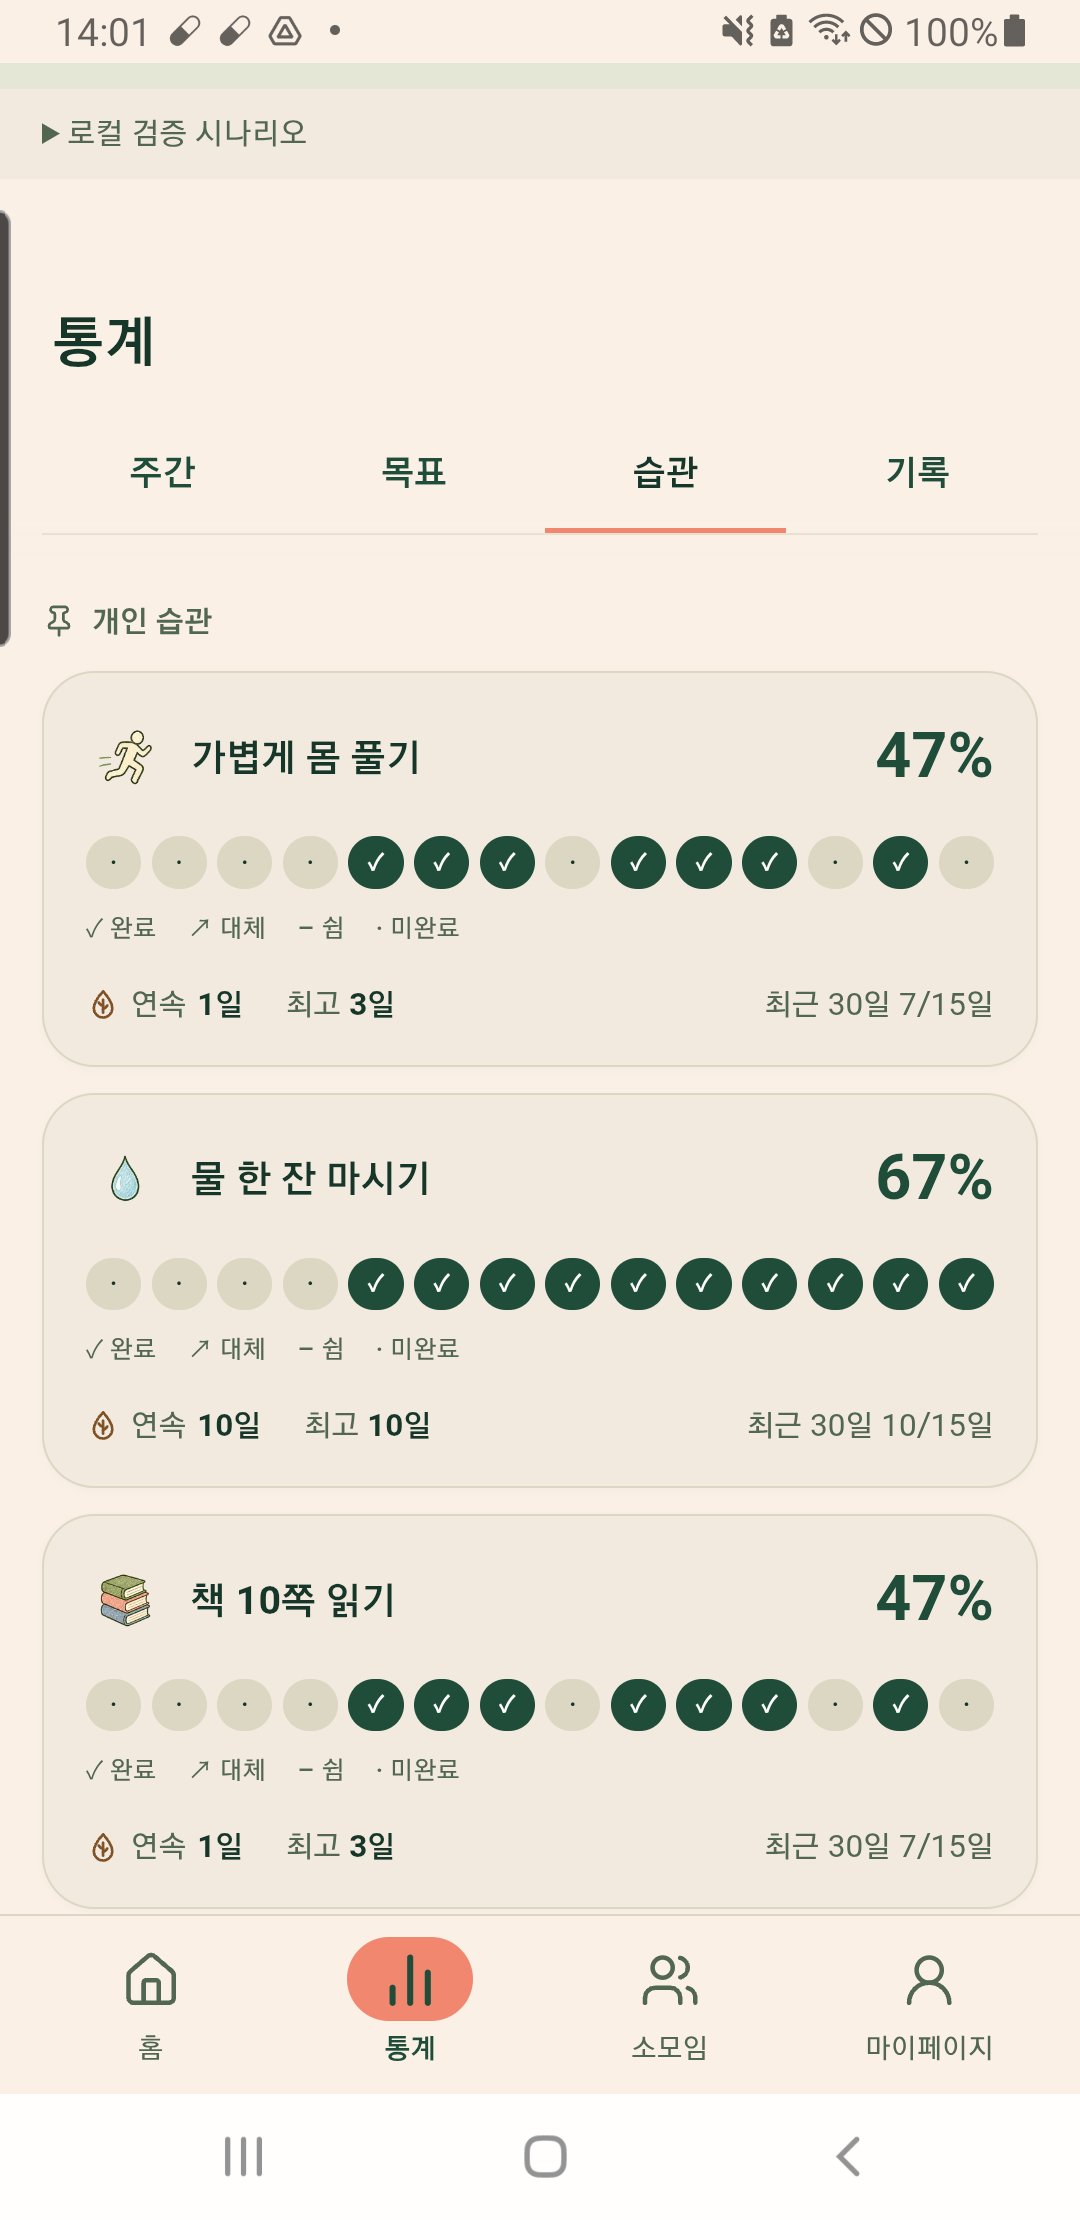 14:01 100%
▶ 로컬 검증 시나리오
통계
주간 목표 습관 기록
개인 습관
가볍게 몸 풀기 47%
· · · · ✓ ✓ ✓ · ✓ ✓ ✓ · ✓ ·
✓ 완료 ↗ 대체 – 쉼 · 미완료
연속 1일 최고 3일 최근 30일 7/15일
물 한 잔 마시기 67%
· · · · ✓ ✓ ✓ ✓ ✓ ✓ ✓ ✓ ✓ ✓
✓ 완료 ↗ 대체 – 쉼 · 미완료
연속 10일 최고 10일 최근 30일 10/15일
책 10쪽 읽기 47%
· · · · ✓ ✓ ✓ · ✓ ✓ ✓ · ✓ ·
✓ 완료 ↗ 대체 – 쉼 · 미완료
연속 1일 최고 3일 최근 30일 7/15일
홈 통계 소모임 마이페이지